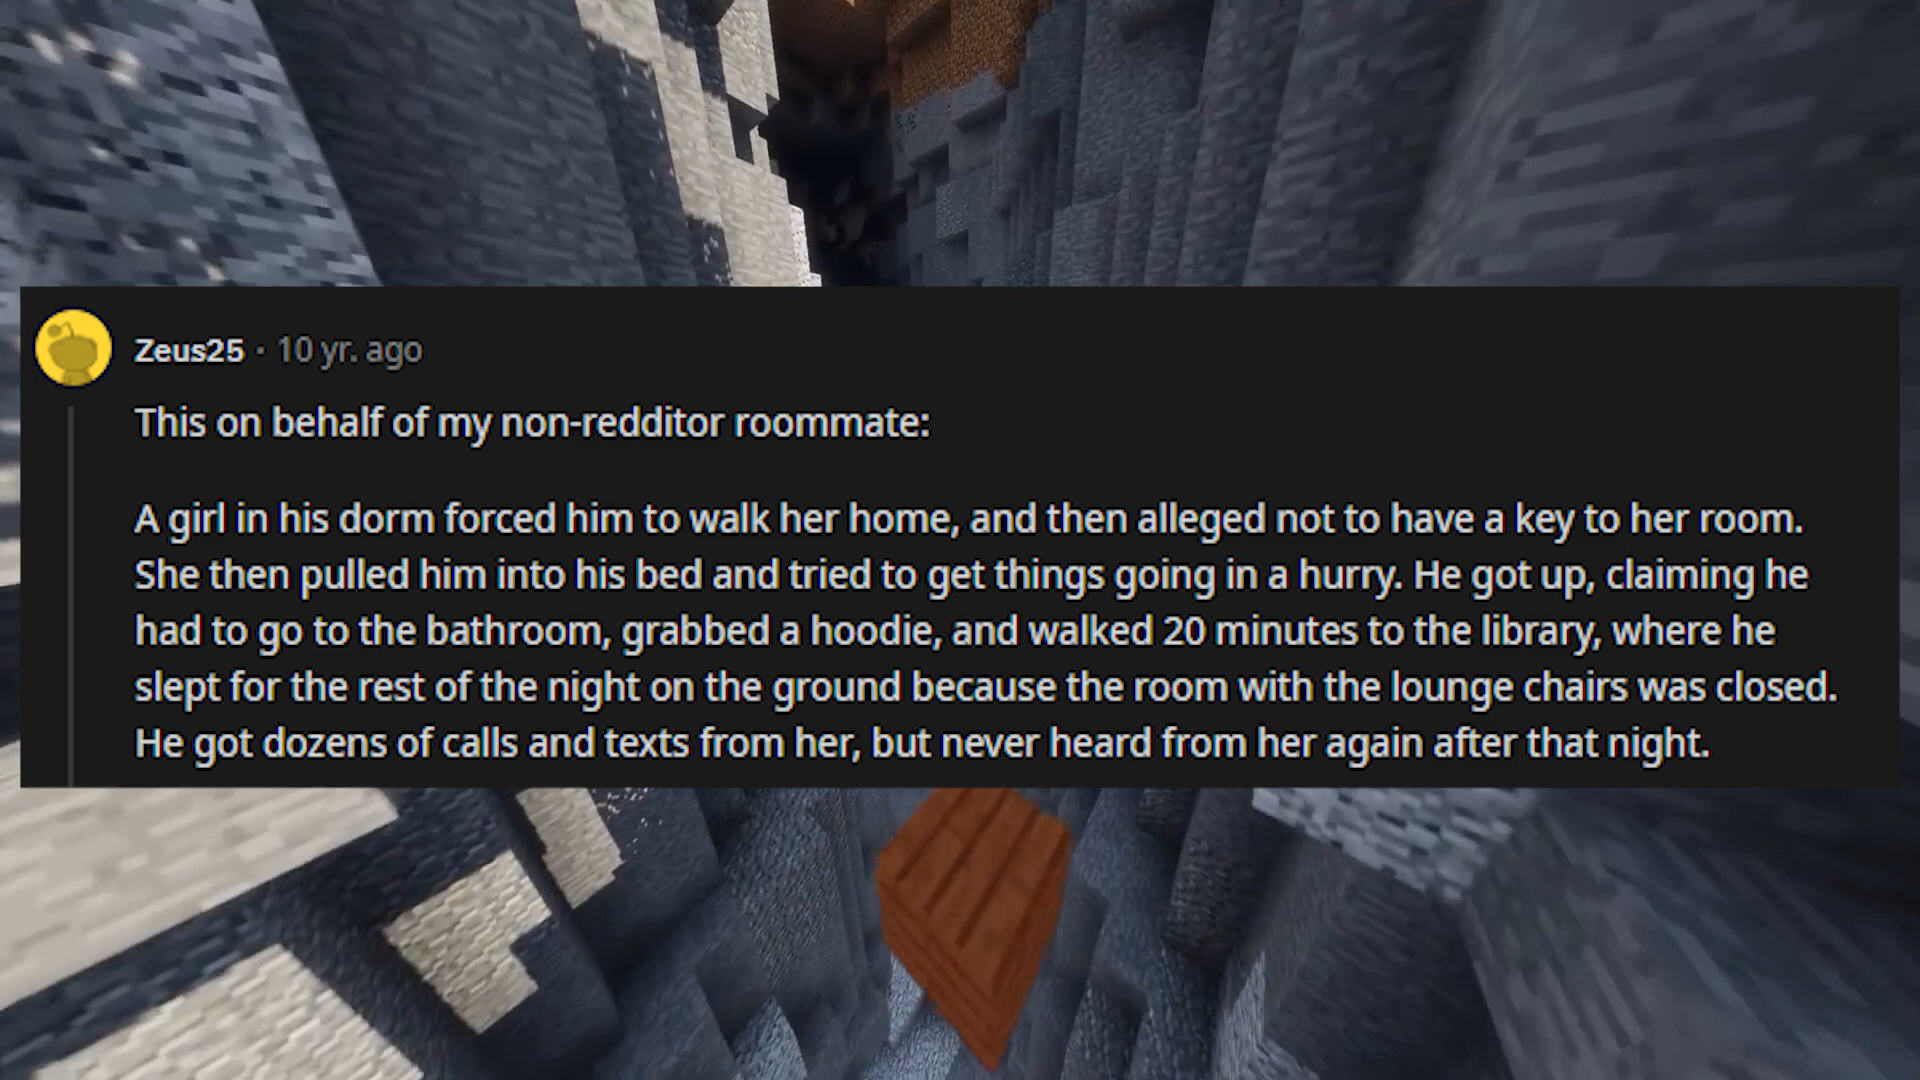 Zeus25 · 10 yr. ago
This on behalf of my non-redditor roommate:
A girl in his dorm forced him to walk her home, and then alleged not to have a key to her room.
She then pulled him into his bed and tried to get things going in a hurry. He got up, claiming he
had to go to the bathroom, grabbed a hoodie, and walked 20 minutes to the library, where he
slept for the rest of the night on the ground because the room with the lounge chairs was closed.
He got dozens of calls and texts from her, but never heard from her again after that night.